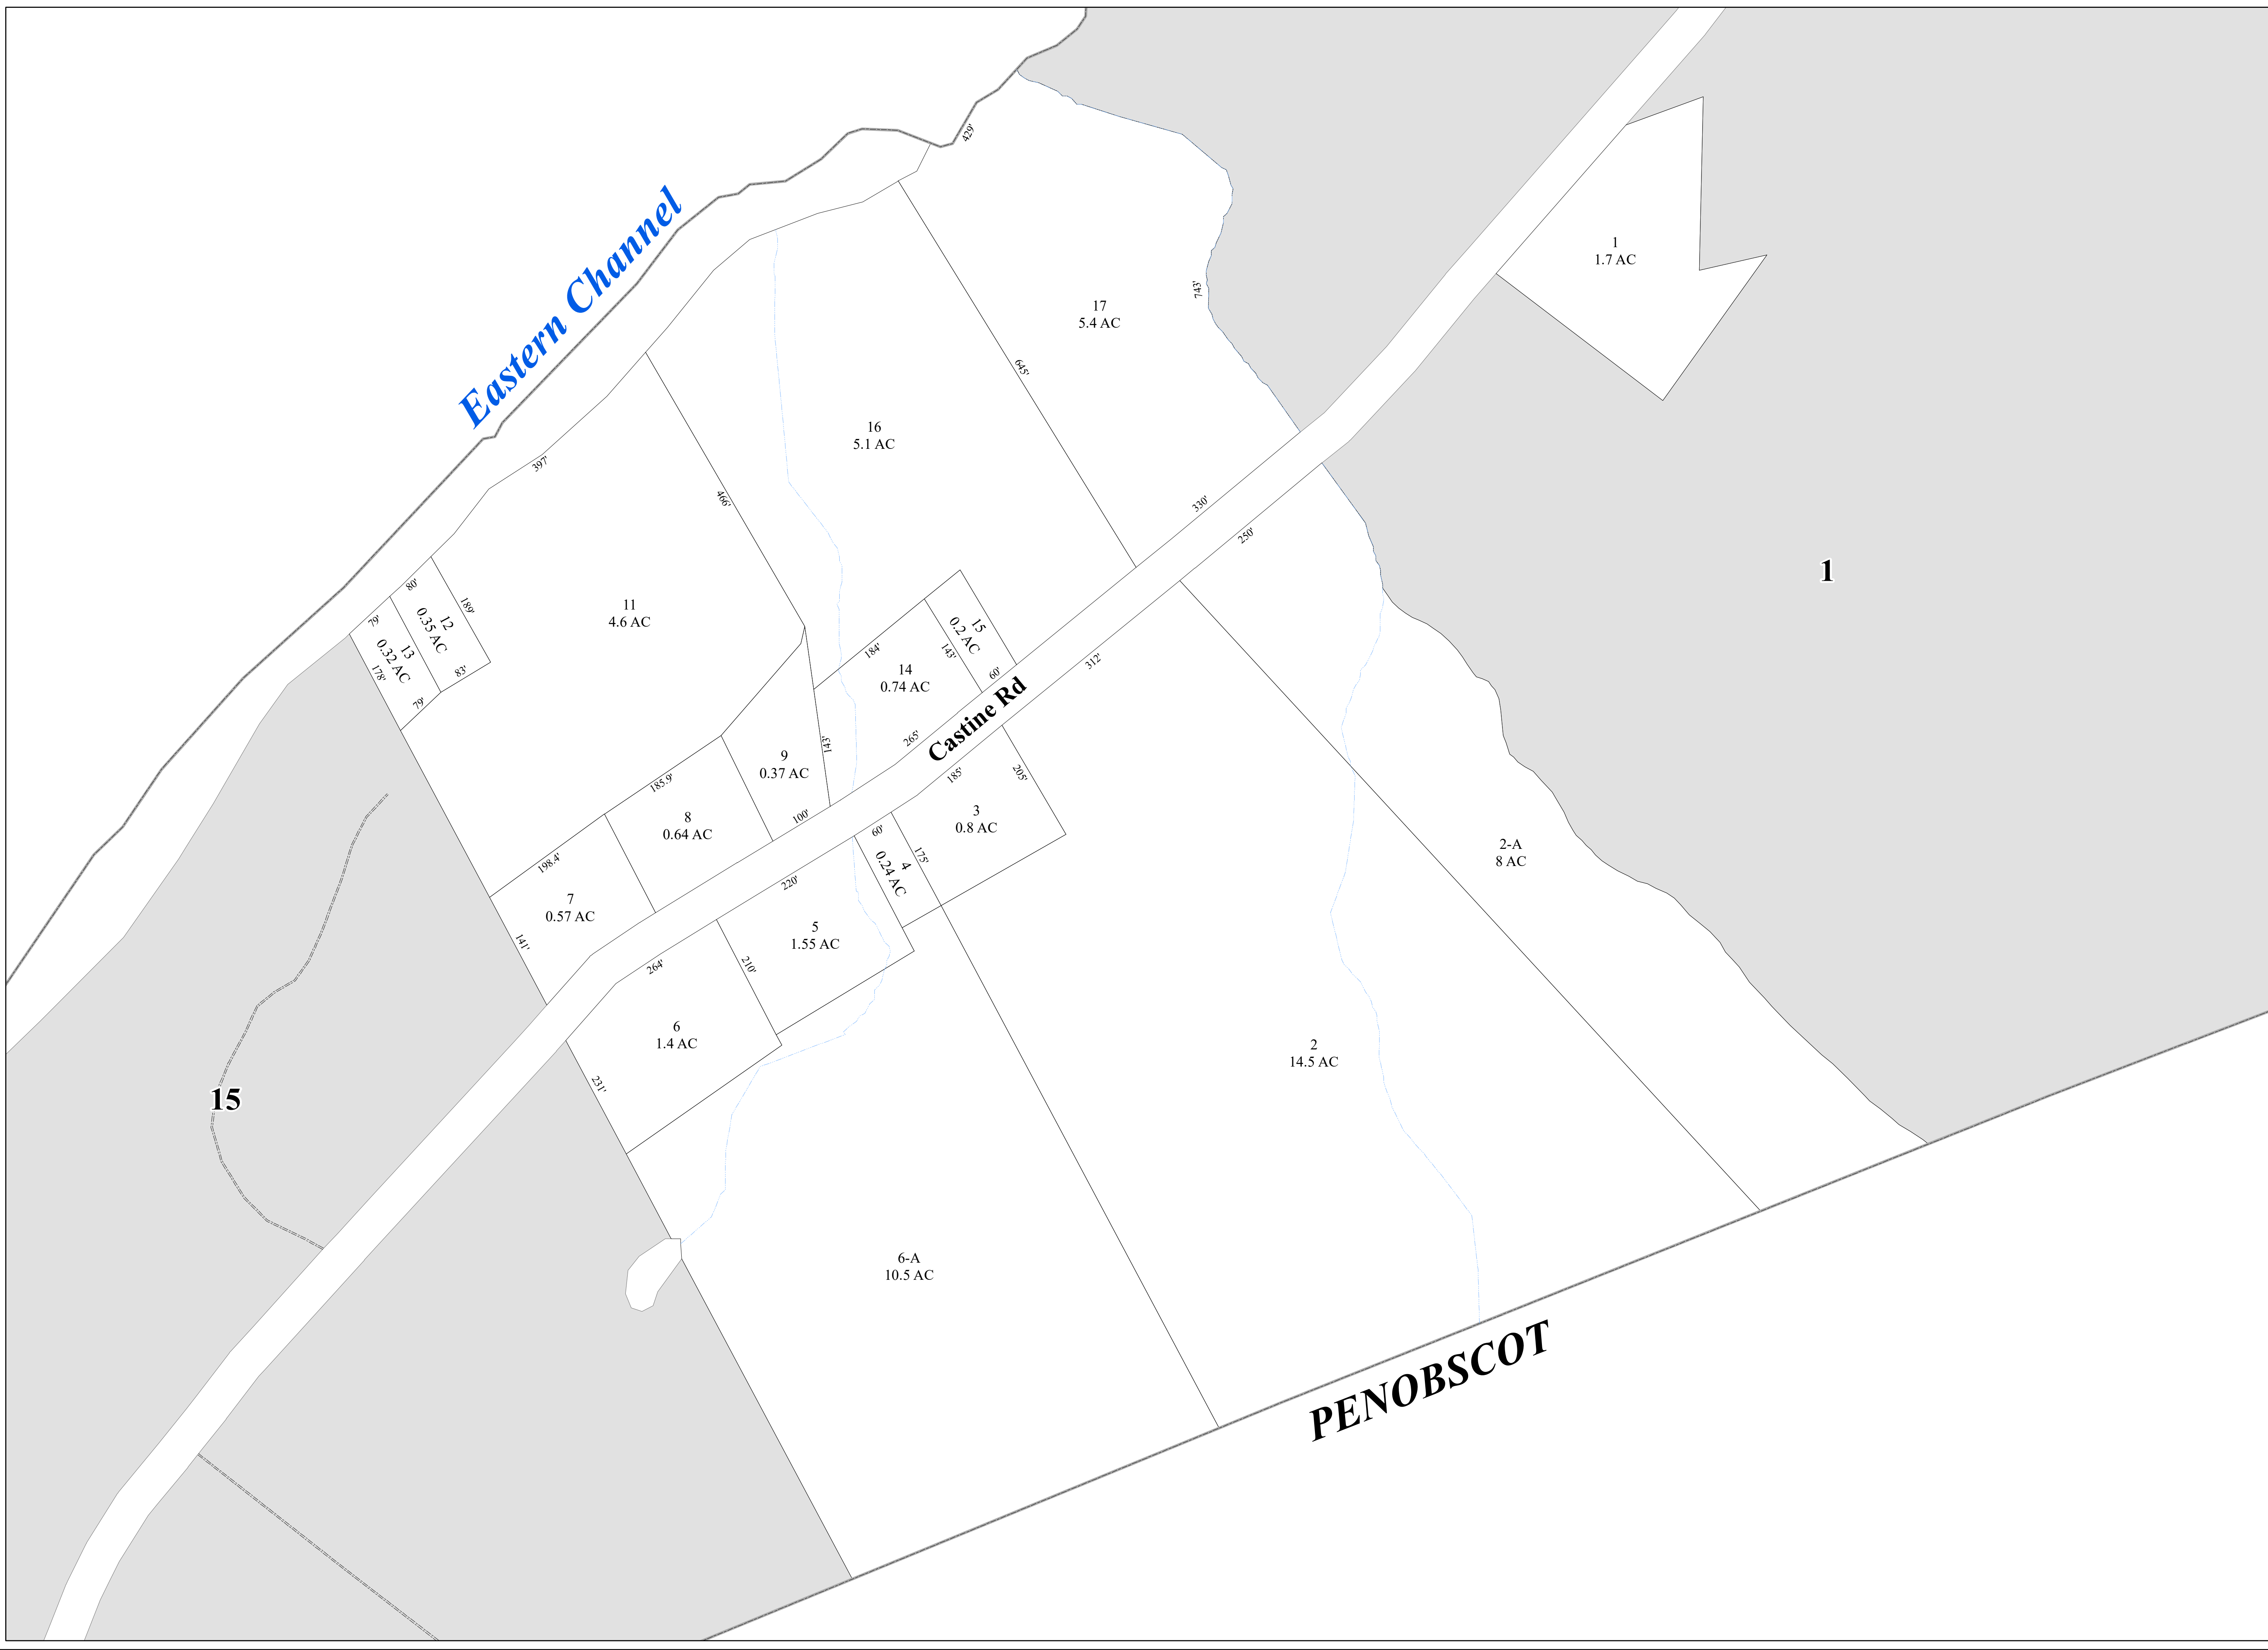 429'
Eastern Channel
1
1.7 AC
743'
17
5.4 AC
645'
16
5.1 AC
397'
466'
330'
250'
1
80'
189'
12
0.35 AC
79'
13
0.32 AC
178'
83'
79'
11
4.6 AC
15
0.2 AC
143'
60'
184'
14
0.74 AC
312'
Castine Rd
265'
143'
9
0.37 AC
185.9'
100'
185'
205'
3
0.8 AC
8
0.64 AC
60'
4
0.24 AC
175'
2-A
8 AC
198.4'
7
0.57 AC
141'
220'
5
1.55 AC
264'
210'
6
1.4 AC
231'
2
14.5 AC
15
6-A
10.5 AC
PENOBSCOT